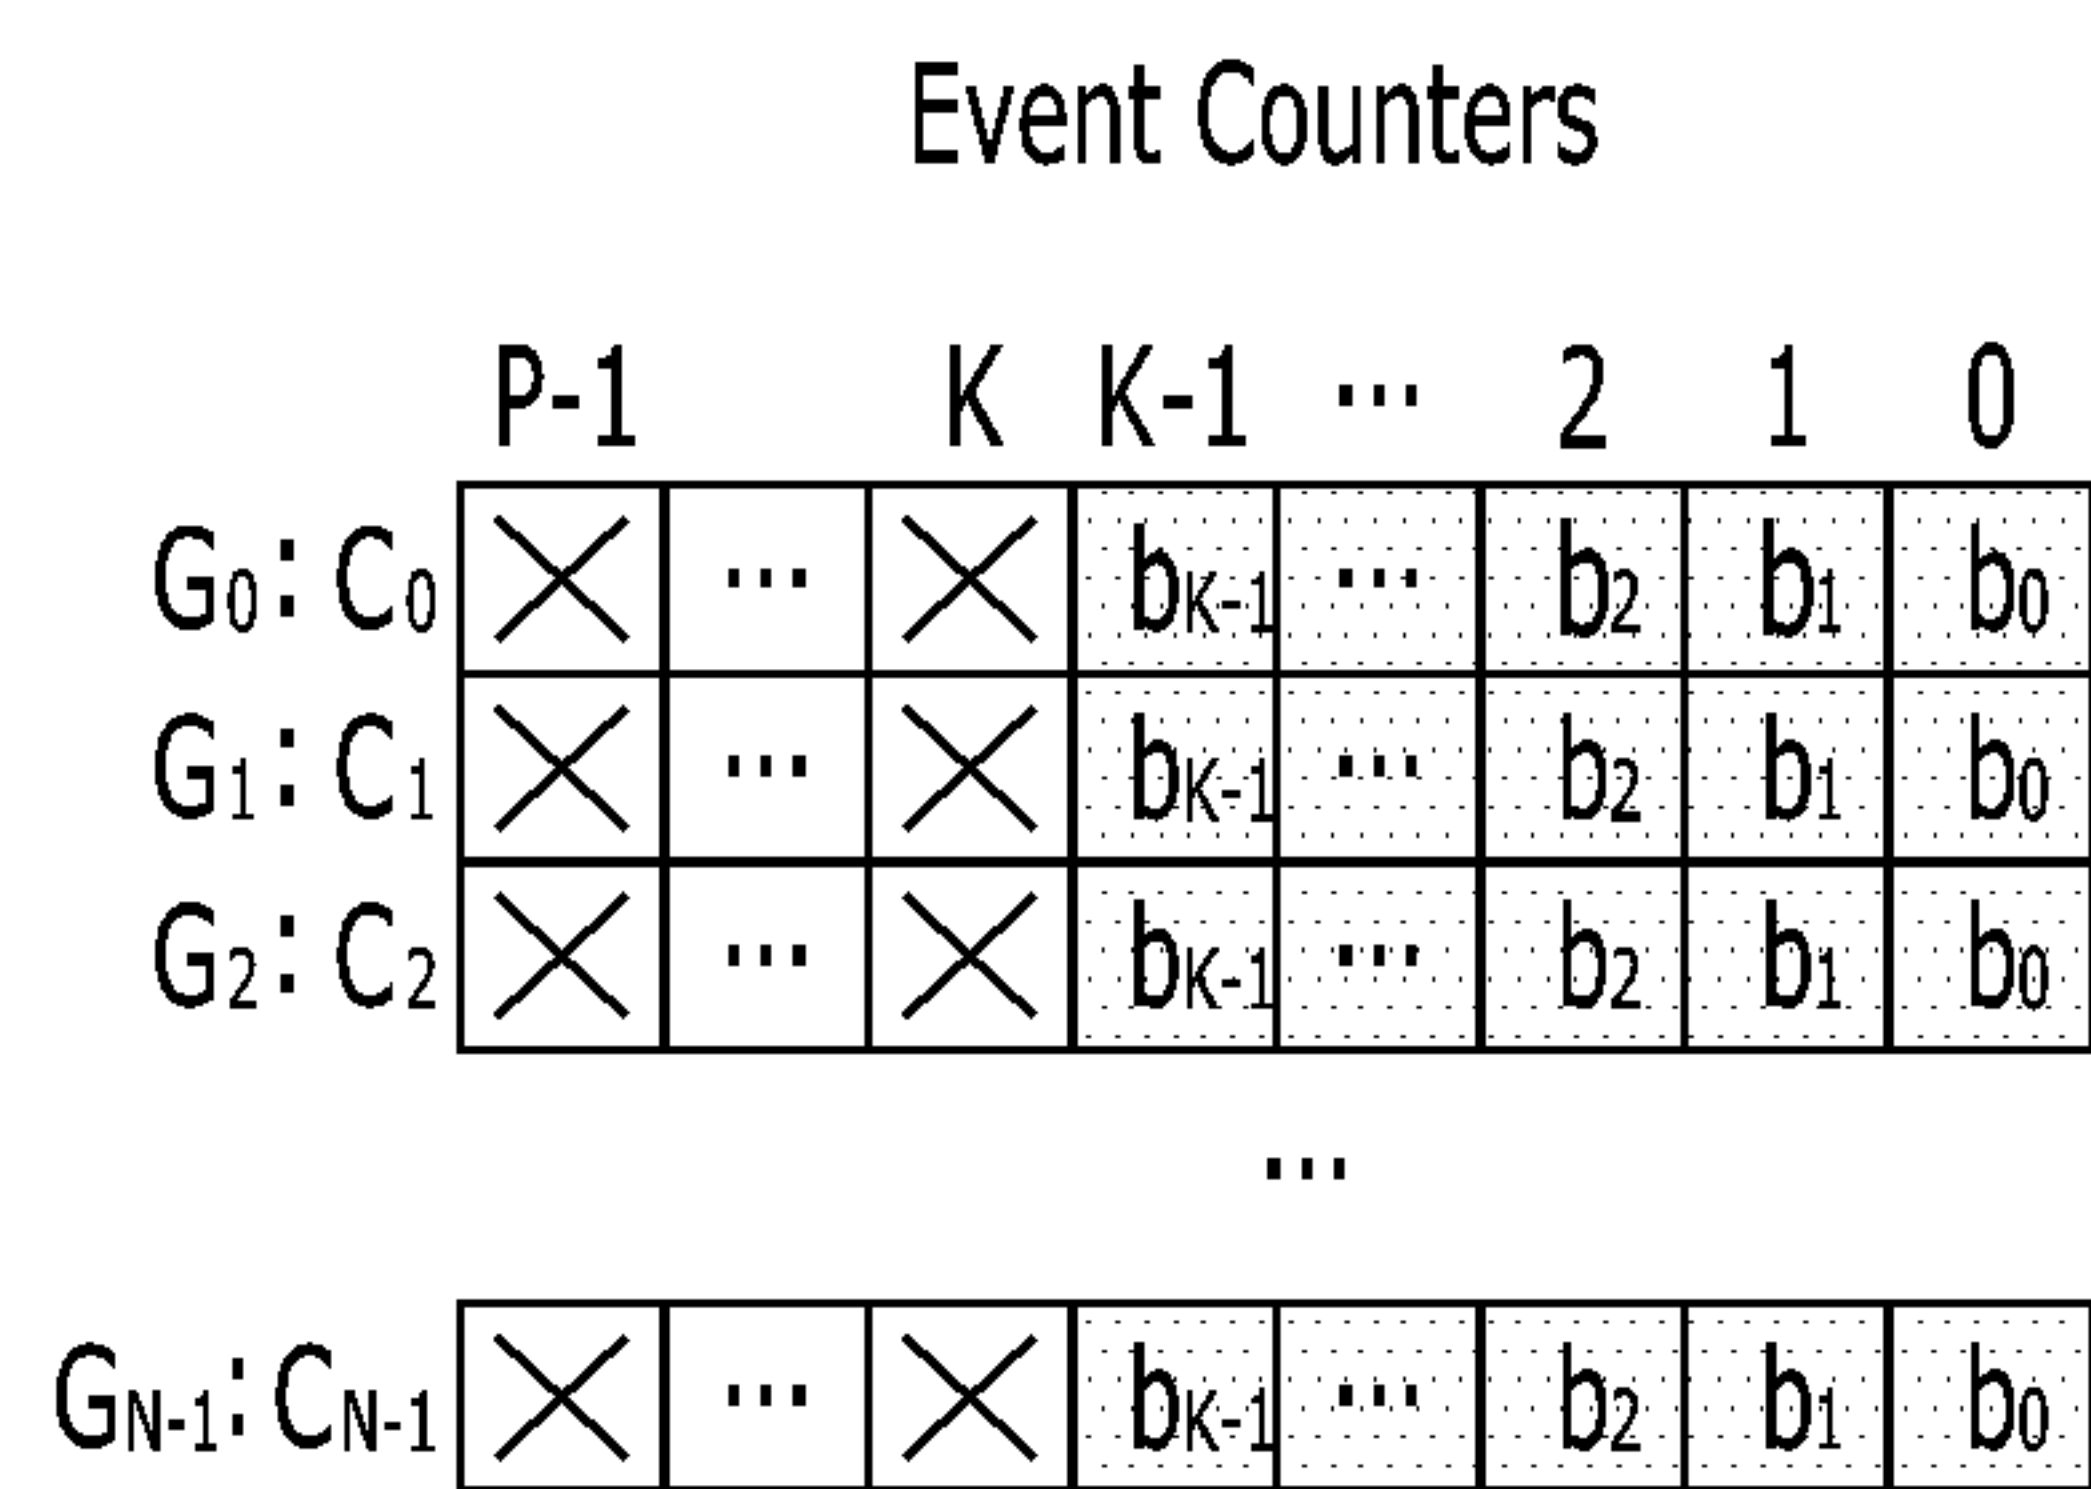 Event Counters
P-1 K K-1 ... 2 1 0
G0: C0 ... bK-1 ... b2 b1 b0
G1: C1 ... bK-1 ... b2 b1 b0
G2: C2 ... bK-1 ... b2 b1 b0
...
GN-1: CN-1 ... bK-1 ... b2 b1 b0